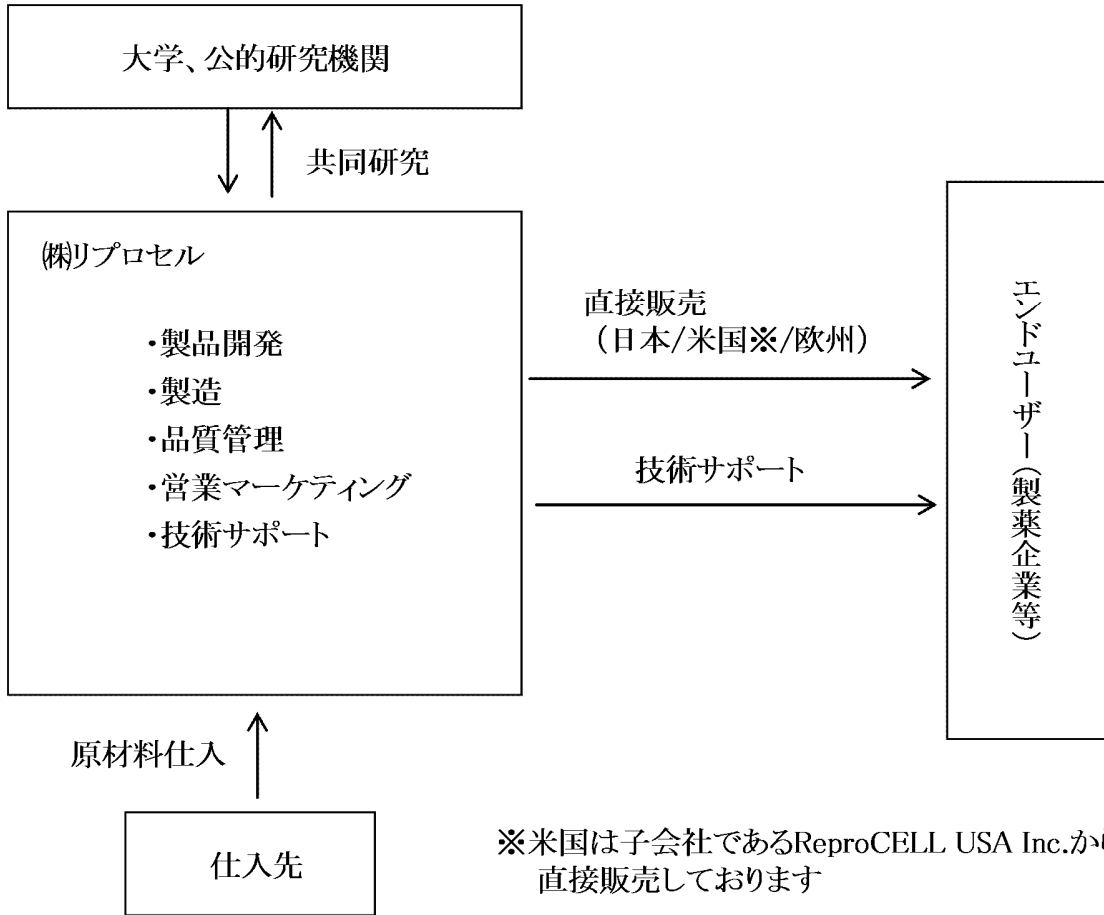 大学、公的研究機関
共同研究
㈱リプロセル
・製品開発
・製造
・品質管理
・営業マーケティング
・技術サポート
直接販売
（日本/米国※/欧州）
技術サポート
エンドユーザー（製薬企業等）
原材料仕入
仕入先
※米国は子会社であるReproCELL USA Inc.か
直接販売しております